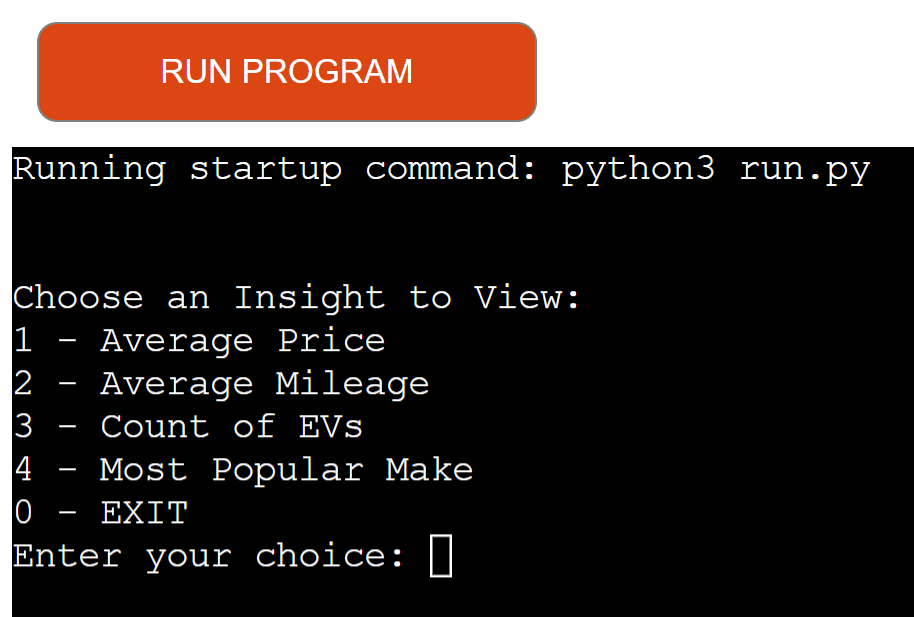 RUN PROGRAM
Running startup command: python3 run.py
Choose an Insight to View:
1 - Average Price
2 - Average Mileage
3 - Count of EVs
4 - Most Popular Make
0 - EXIT
Enter your choice: